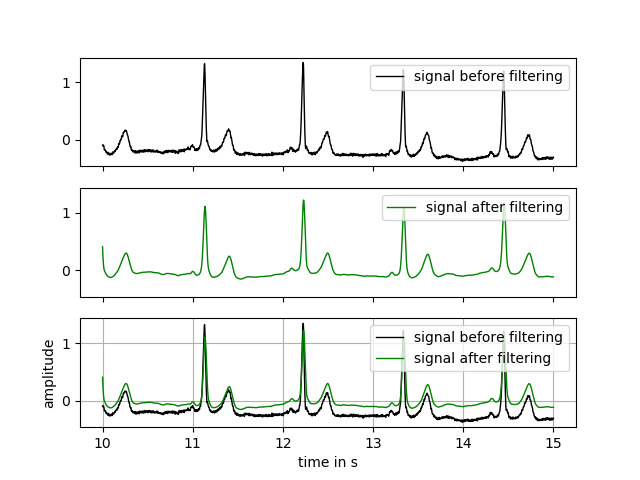 1
signal before filtering
0
1
signal after filtering
0
amplitude
1
signal before filtering
signal after filtering
0
10 11 12 13 14 15
time in s